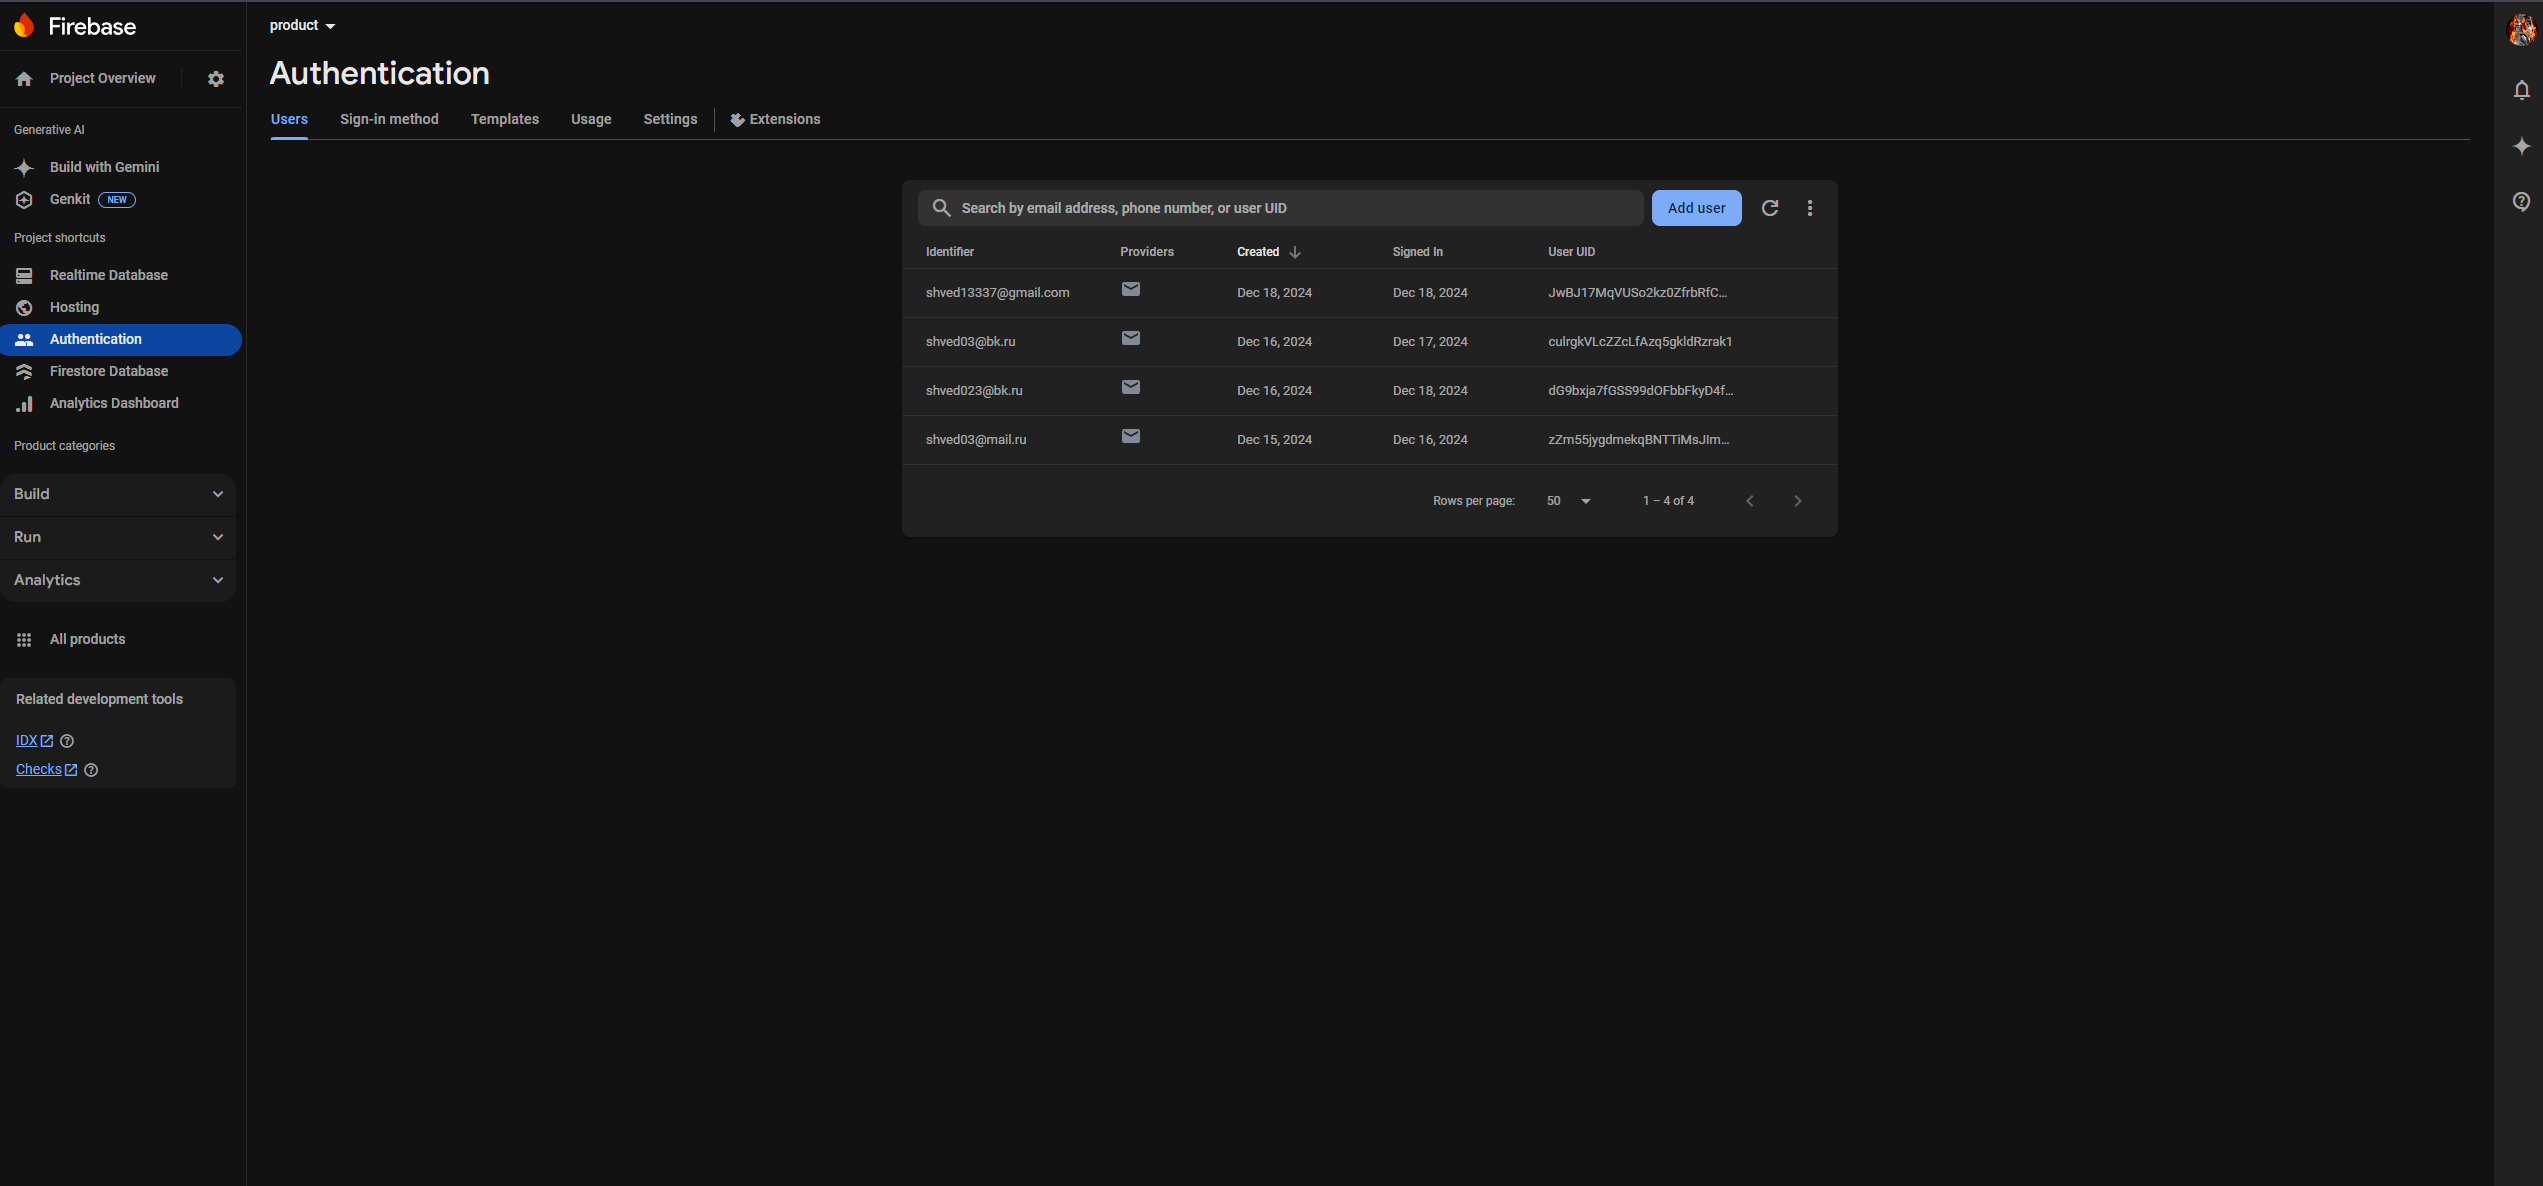 Firebase
Project Overview
Generative AI
Build with Gemini
Genkit NEW
Project shortcuts
Realtime Database
Hosting
Authentication
Firestore Database
Analytics Dashboard
Product categories
Build
Run
Analytics
All products
Related development tools
IDX
Checks
product
Authentication
Users Sign-in method Templates Usage Settings Extensions
Search by email address, phone number, or user UID Add user
Identifier Providers Created Signed In User UID
shved13337@gmail.com Dec 18, 2024 Dec 18, 2024 JwBJ17MqVUSo2kz0ZfrbRfC...
shved03@bk.ru Dec 16, 2024 Dec 17, 2024 culrgkVLcZZcLfAzq5gkldRzrak1
shved023@bk.ru Dec 16, 2024 Dec 18, 2024 dG9bxja7fGSS99dOFbbFkyD4f...
shved03@mail.ru Dec 15, 2024 Dec 16, 2024 zZm55jygdmekqBNTTiMsJIm...
Rows per page: 50 1 – 4 of 4